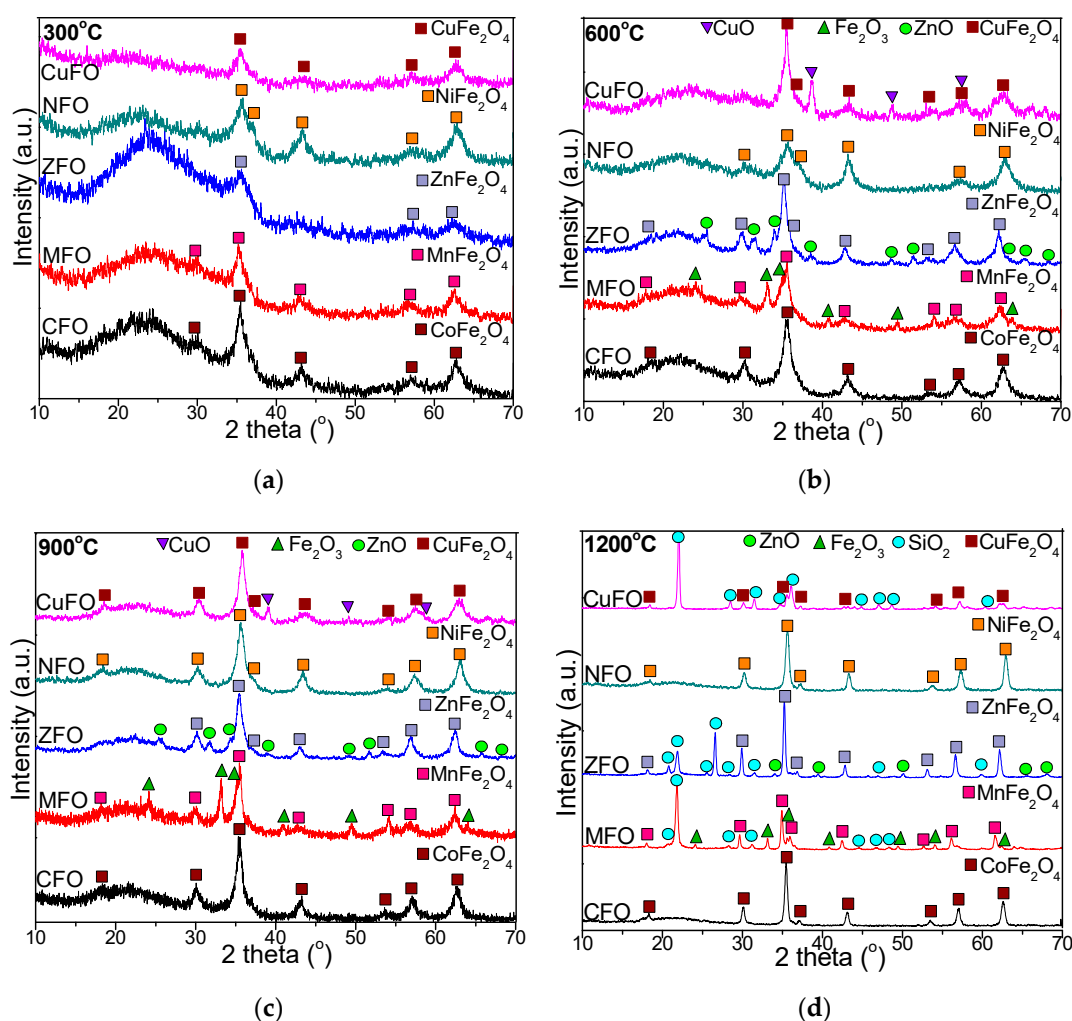 300°C
CuFe₂O₄
CuFO
NiFe₂O₄
NFO
ZFO
ZnFe₂O₄
MnFe₂O₄
MFO
CoFe₂O₄
CFO
Intensity (a.u.)
10 20 30 40 50 60 70
2 theta (°)
(a)
600°C CuO Fe₂O₃ ZnO CuFe₂O₄
CuFO
NiFe₂O₄
NFO
ZnFe₂O₄
ZFO
MnFe₂O₄
MFO
CoFe₂O₄
CFO
Intensity (a.u.)
10 20 30 40 50 60 70
2 theta (°)
(b)
900°C CuO Fe₂O₃ ZnO CuFe₂O₄
CuFO
NiFe₂O₄
NFO
ZnFe₂O₄
ZFO
MnFe₂O₄
MFO
CoFe₂O₄
CFO
Intensity (a.u.)
10 20 30 40 50 60 70
2 theta (°)
(c)
1200°C ZnO Fe₂O₃ SiO₂ CuFe₂O₄
CuFO
NiFe₂O₄
NFO
ZnFe₂O₄
ZFO
MnFe₂O₄
MFO
CoFe₂O₄
CFO
Intensity (a.u.)
10 20 30 40 50 60 70
2 theta (°)
(d)